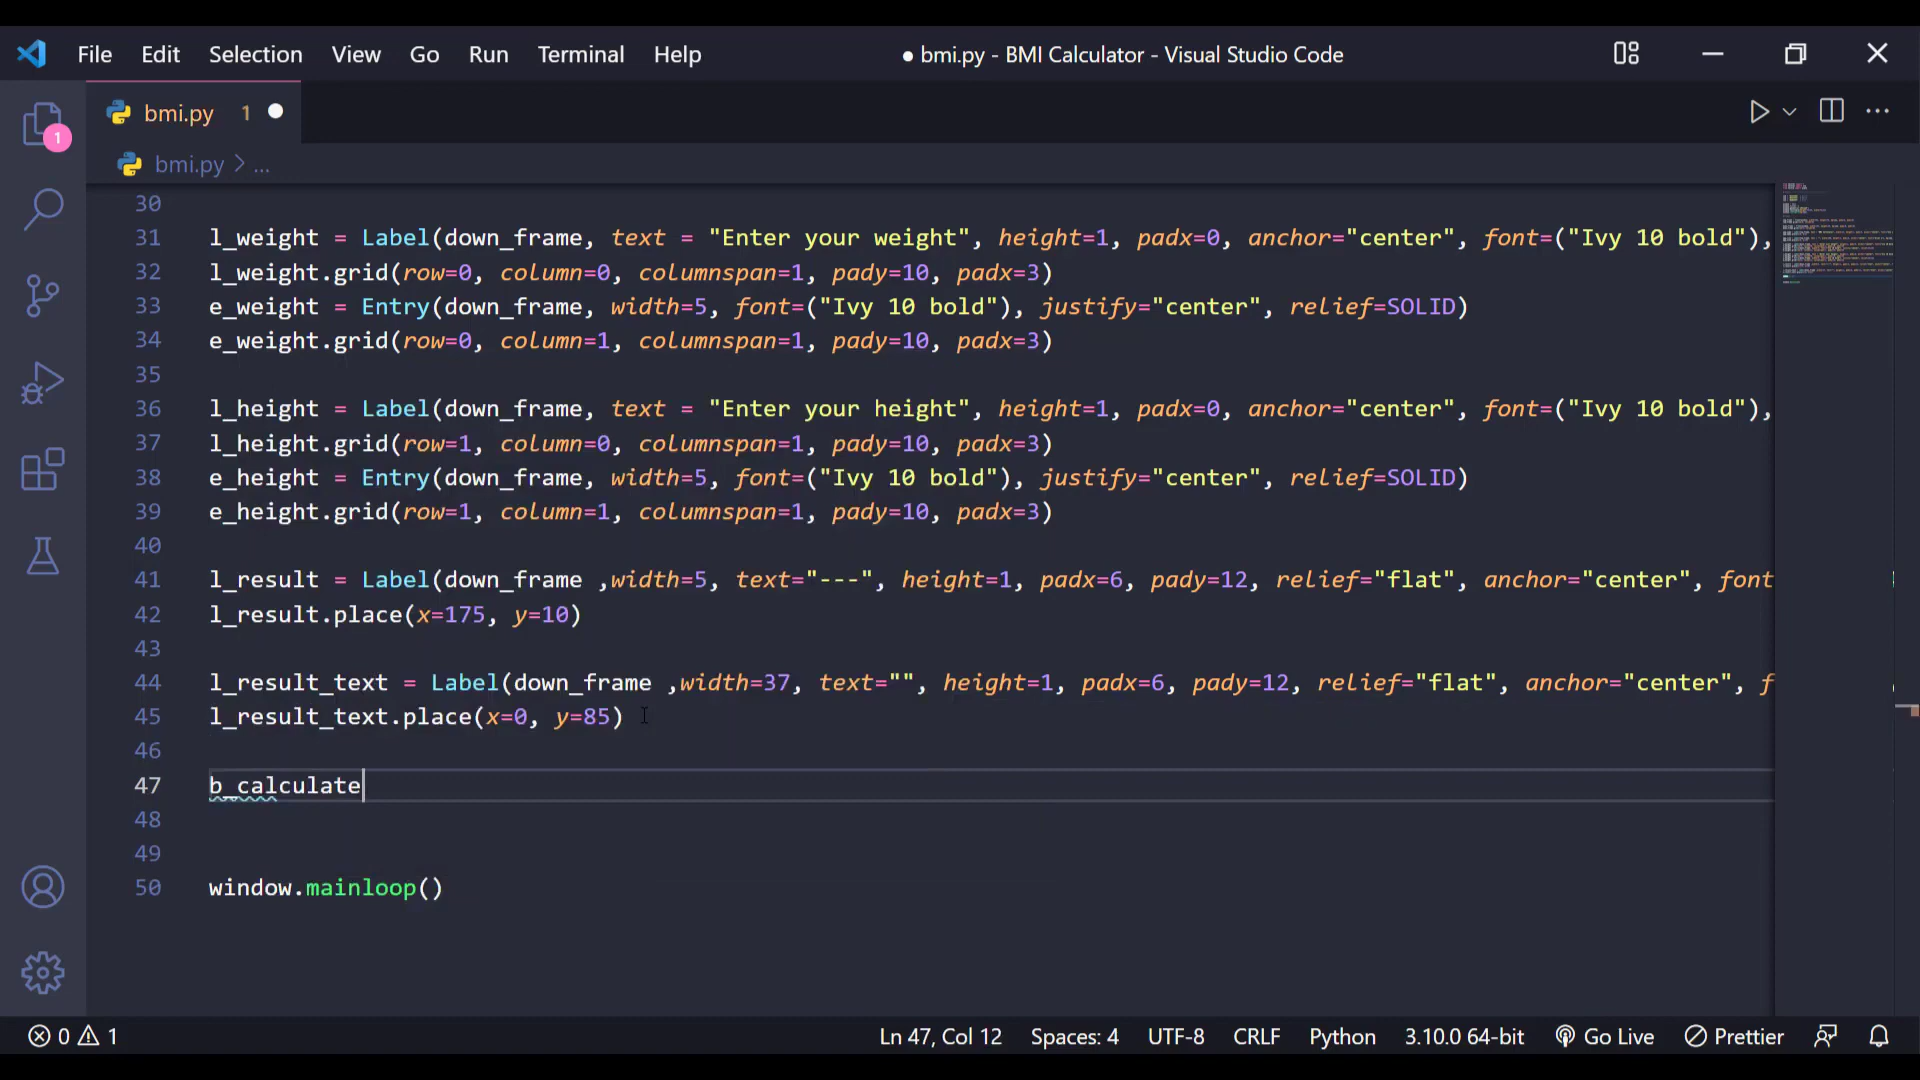 File Edit Selection View Go Run Terminal Help ● bmi.py - BMI Calculator - Visual Studio Code
bmi.py 1
1
bmi.py > ...
30
31 l_weight = Label(down_frame, text = "Enter your weight", height=1, padx=0, anchor="center", font=("Ivy 10 bold"),
32 l_weight.grid(row=0, column=0, columnspan=1, pady=10, padx=3)
33 e_weight = Entry(down_frame, width=5, font=("Ivy 10 bold"), justify="center", relief=SOLID)
34 e_weight.grid(row=0, column=1, columnspan=1, pady=10, padx=3)
35
36 l_height = Label(down_frame, text = "Enter your height", height=1, padx=0, anchor="center", font=("Ivy 10 bold"),
37 l_height.grid(row=1, column=0, columnspan=1, pady=10, padx=3)
38 e_height = Entry(down_frame, width=5, font=("Ivy 10 bold"), justify="center", relief=SOLID)
39 e_height.grid(row=1, column=1, columnspan=1, pady=10, padx=3)
40
41 l_result = Label(down_frame ,width=5, text="---", height=1, padx=6, pady=12, relief="flat", anchor="center", font
42 l_result.place(x=175, y=10)
43
44 l_result_text = Label(down_frame ,width=37, text="", height=1, padx=6, pady=12, relief="flat", anchor="center", f
45 l_result_text.place(x=0, y=85)
46
47 b_calculate
48
49
50 window.mainloop()
0 1 Ln 47, Col 12 Spaces: 4 UTF-8 CRLF Python 3.10.0 64-bit Go Live Prettier